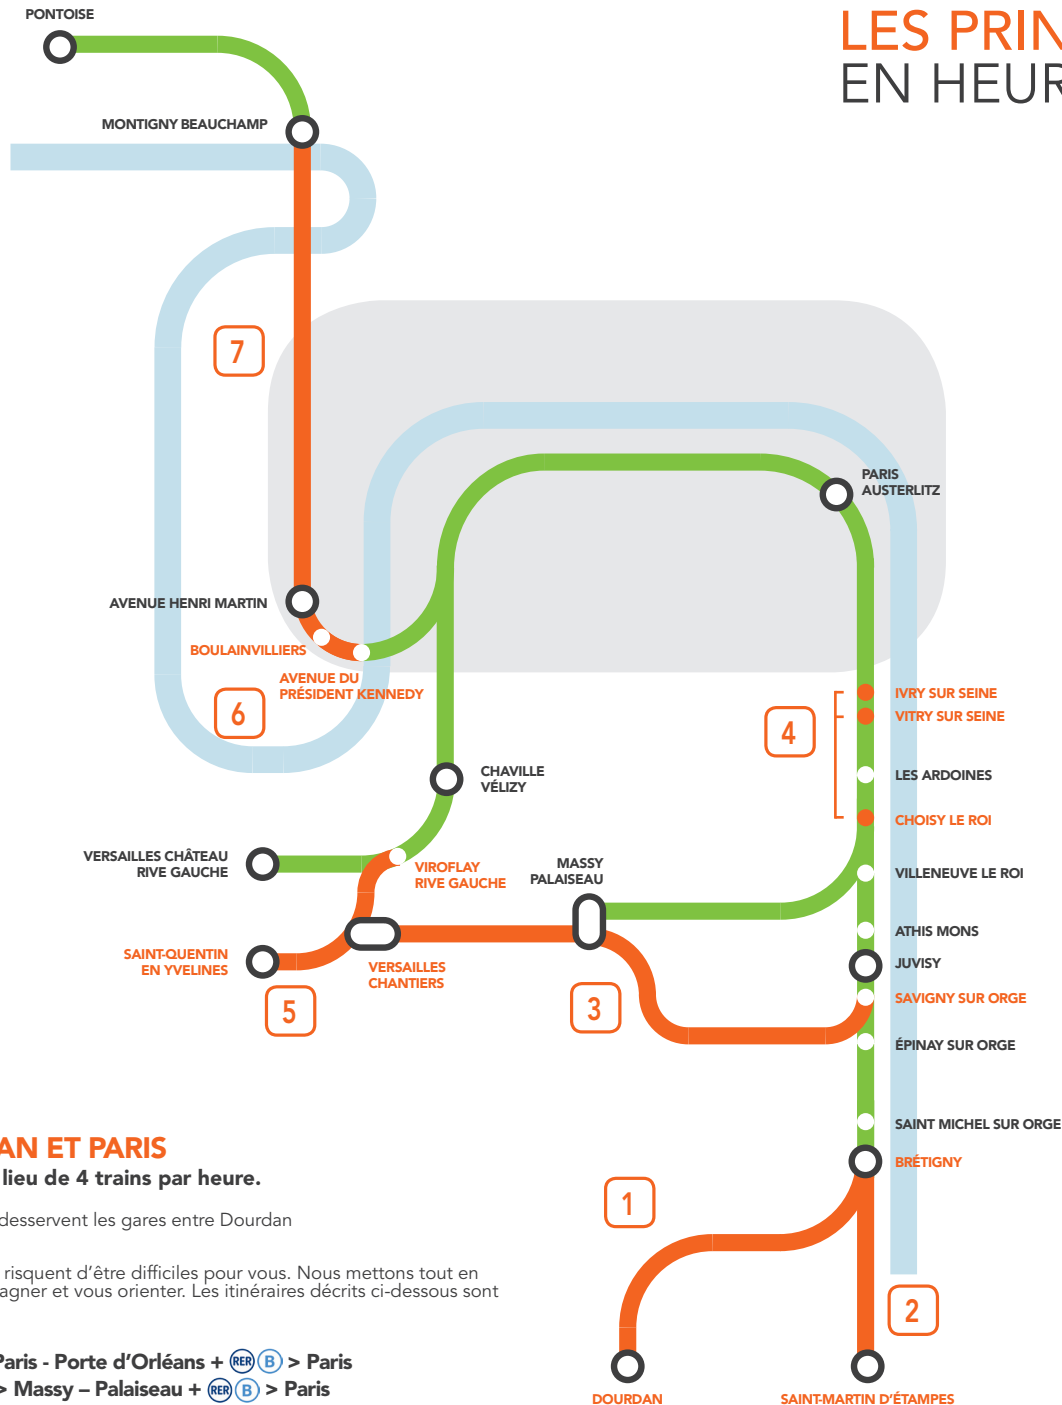 PONTOISE
LES PRIN
EN HEUR
MONTIGNY BEAUCHAMP
7
PARIS
AUSTERLITZ
AVENUE HENRI MARTIN
BOULAINVILLIERS
AVENUE DU
PRÉSIDENT KENNEDY
6
4
IVRY SUR SEINE
VITRY SUR SEINE
LES ARDOINES
CHOISY LE ROI
CHAVILLE
VÉLIZY
VERSAILLES CHÂTEAU
RIVE GAUCHE
VIROFLAY
RIVE GAUCHE
MASSY
PALAISEAU
VILLENEUVE LE ROI
ATHIS MONS
JUVISY
SAINT-QUENTIN
EN YVELINES
VERSAILLES
CHANTIERS
5
3
SAVIGNY SUR ORGE
ÉPINAY SUR ORGE
SAINT MICHEL SUR ORGE
BRÉTIGNY
AN ET PARIS
lieu de 4 trains par heure.
desservent les gares entre Dourdan
risquent d'être difficiles pour vous. Nous mettons tout en
agner et vous orienter. Les itinéraires décrits ci-dessous sont
Paris - Porte d'Orléans + RER B > Paris
> Massy – Palaiseau + RER B > Paris
1
2
DOURDAN
SAINT-MARTIN D'ÉTAMPES